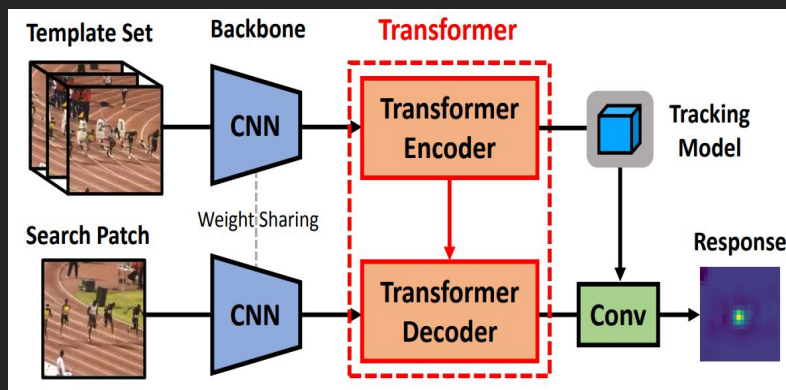 Template Set
Backbone
Transformer
CNN
Transformer
Encoder
Tracking
Model
Weight Sharing
Search Patch
Response
CNN
Transformer
Decoder
Conv